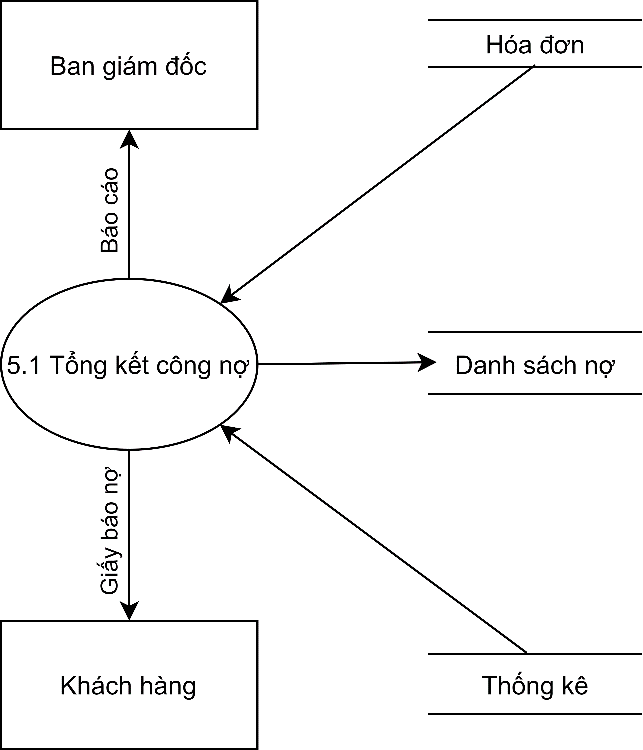 Ban giám đốc
Hóa đơn
Báo cáo
5.1 Tổng kết công nợ
Danh sách nợ
Giấy báo nợ
Khách hàng
Thống kê